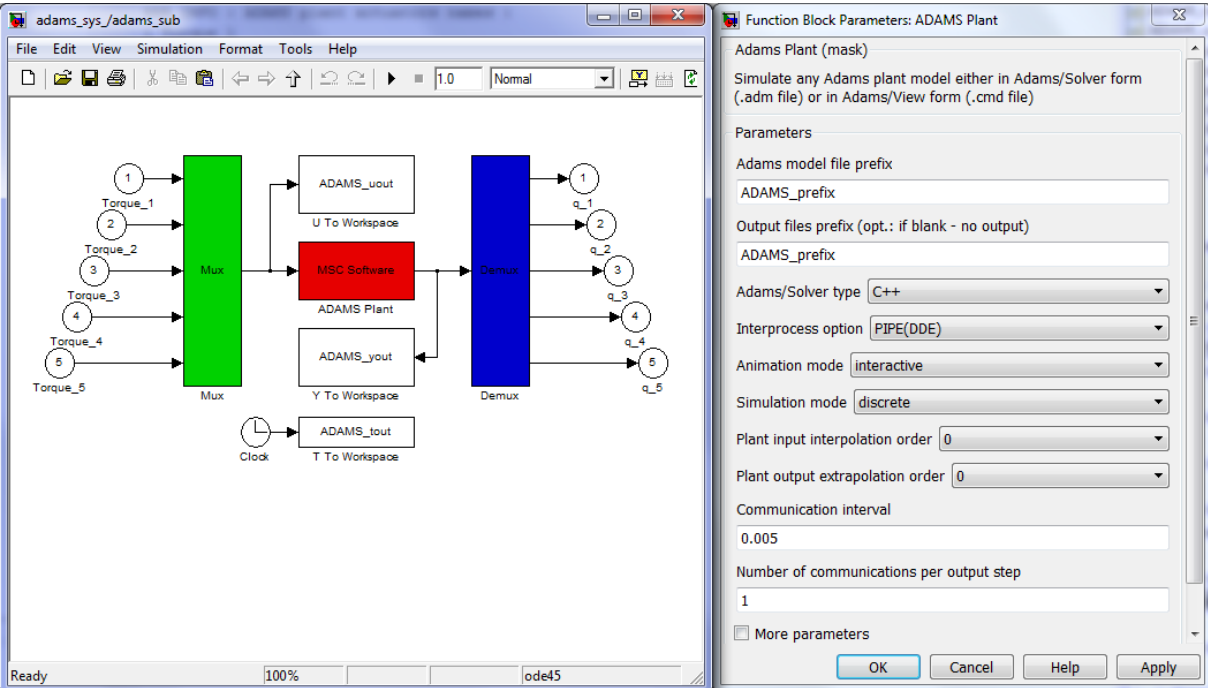 adams_sys_/adams_sub
File Edit View Simulation Format Tools Help
1.0 Normal
1
Torque_1
2
Torque_2
3
Torque_3
4
Torque_4
5
Torque_5
Mux
Mux
ADAMS_uout
U To Workspace
MSC Software
ADAMS Plant
ADAMS_yout
Y To Workspace
Clock
ADAMS_tout
T To Workspace
Demux
Demux
1
q_1
2
q_2
3
q_3
4
q_4
5
q_5
Ready 100% ode45
Function Block Parameters: ADAMS Plant
Adams Plant (mask)
Simulate any Adams plant model either in Adams/Solver form
(.adm file) or in Adams/View form (.cmd file)
Parameters
Adams model file prefix
ADAMS_prefix
Output files prefix (opt.: if blank - no output)
ADAMS_prefix
Adams/Solver type C++
Interprocess option PIPE(DDE)
Animation mode interactive
Simulation mode discrete
Plant input interpolation order 0
Plant output extrapolation order 0
Communication interval
0.005
Number of communications per output step
1
More parameters
OK Cancel Help Apply